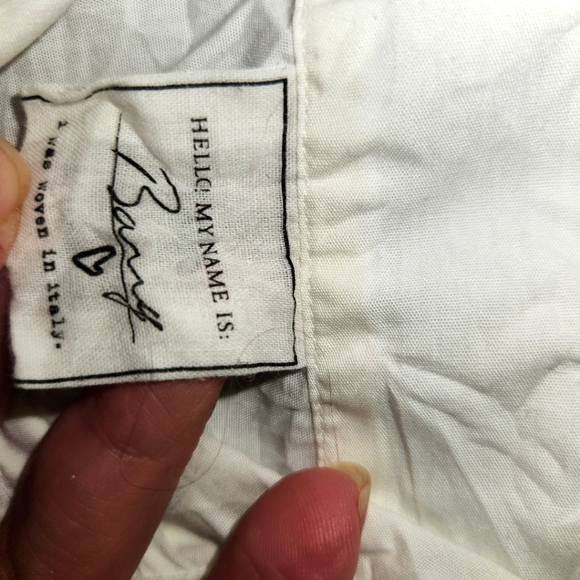 HELLO MY NAME IS:
Barry
I was woven in italy.